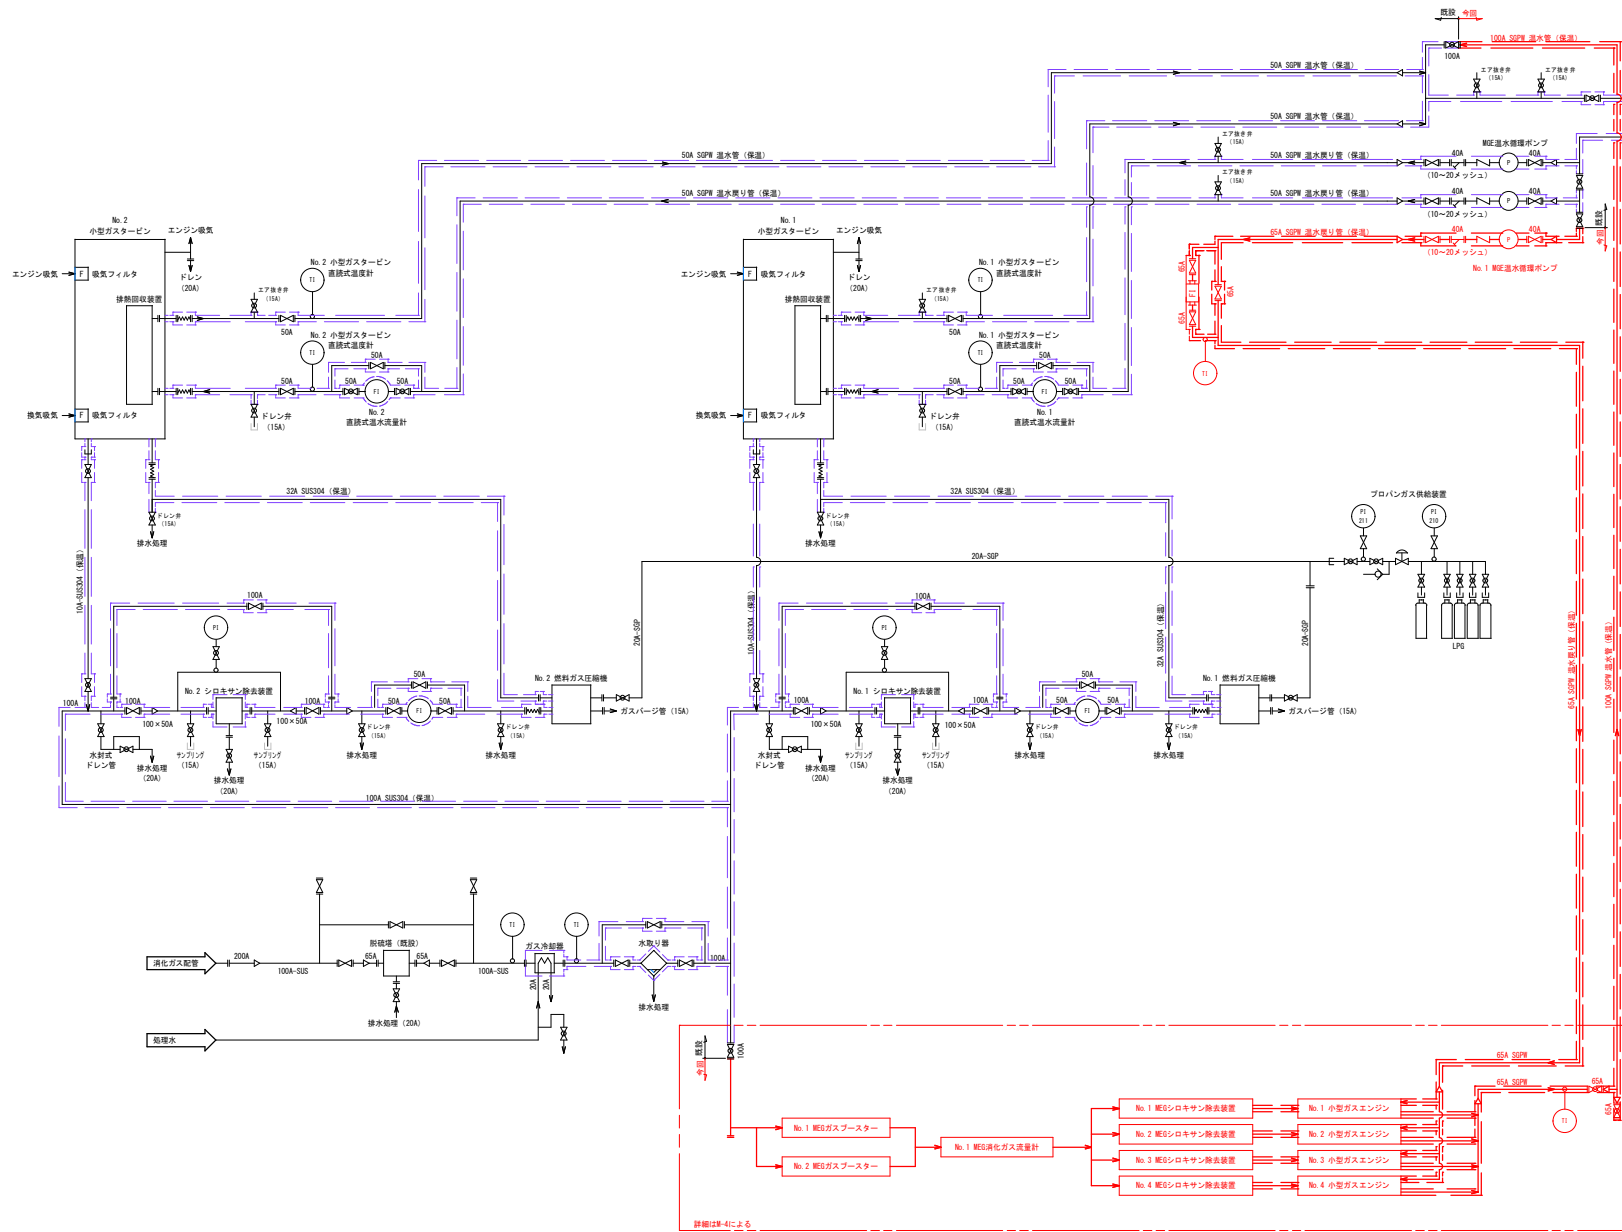 既設 今回
100A SGPW 温水管 (保温)
100A
50A SGPW 温水管 (保温)
エア抜き弁
(15A)
エア抜き弁
(15A)
50A SGPW 温水管 (保温)
エア抜き弁
(15A)
MGE温水循環ポンプ
50A SGPW 温水管 (保温)
50A SGPW 温水戻り管 (保温)
40A
P
40A
(10～20メッシュ)
エア抜き弁
(15A)
50A SGPW 温水戻り管 (保温)
50A SGPW 温水戻り管 (保温)
40A
P
40A
(10～20メッシュ)
既設
今回
65A SGPW 温水戻り管 (保温)
40A
P
40A
(10～20メッシュ)
No.1 MGE温水循環ポンプ
65A
FI
65A
65A
TI
No.2
小型ガスタービン
エンジン吸気
エンジン吸気
F
吸気フィルタ
ドレン
(20A)
排熱回収装置
No.2 小型ガスタービン
直読式温度計
TI
エア抜き弁
(15A)
50A
No.2 小型ガスタービン
直読式温度計
TI
50A
50A
50A
FI
50A
No.2
直読式温水流量計
換気吸気
F
吸気フィルタ
ドレン弁
(15A)
No.1
小型ガスタービン
エンジン吸気
エンジン吸気
F
吸気フィルタ
ドレン
(20A)
排熱回収装置
No.1 小型ガスタービン
直読式温度計
TI
エア抜き弁
(15A)
50A
No.1 小型ガスタービン
直読式温度計
TI
50A
50A
50A
FI
50A
No.1
直読式温水流量計
換気吸気
F
吸気フィルタ
ドレン弁
(15A)
32A SUS304 (保温)
ドレン弁
(15A)
排水処理
10A-SUS304 (保温)
32A SUS304 (保温)
ドレン弁
(15A)
排水処理
10A-SUS304 (保温)
プロパンガス供給装置
PI
211
PI
210
20A-SGP
LPG
20A-SGP
20A-SGP
32A SUS304 (保温)
65A SGPW 温水戻り管 (保温)
100A SGPW 温水管 (保温)
100A
PI
No.2 シロキサン除去装置
100A
100A
100×50A
100×50A
100A
50A
50A
FI
50A
No.2 燃料ガス圧縮機
ガスパージ管 (15A)
水封式
ドレン管
排水処理
(20A)
サンプリング
(15A)
排水処理
(20A)
サンプリング
(15A)
ドレン弁
(15A)
排水処理
ドレン弁
(15A)
排水処理
100A SUS304 (保温)
100A
PI
No.1 シロキサン除去装置
100A
100×50A
100×50A
100A
50A
50A
FI
50A
No.1 燃料ガス圧縮機
ガスパージ管 (15A)
水封式
ドレン管
排水処理
(20A)
サンプリング
(15A)
排水処理
(20A)
サンプリング
(15A)
ドレン弁
(15A)
排水処理
ドレン弁
(15A)
排水処理
消化ガス配管
200A
100A-SUS
脱硫塔 (既設)
65A
65A
排水処理 (20A)
100A-SUS
TI
ガス冷却器
TI
20A
20A
水取り器
100A
排水処理
処理水
既設
今回
100A
No.1 MEGガスブースター
No.2 MEGガスブースター
No.1 MEG消化ガス流量計
No.1 MEGシロキサン除去装置
No.1 小型ガスエンジン
No.2 MEGシロキサン除去装置
No.2 小型ガスエンジン
No.3 MEGシロキサン除去装置
No.3 小型ガスエンジン
No.4 MEGシロキサン除去装置
No.4 小型ガスエンジン
65A SGPW
65A SGPW
65A
65A
TI
詳細はM-4による